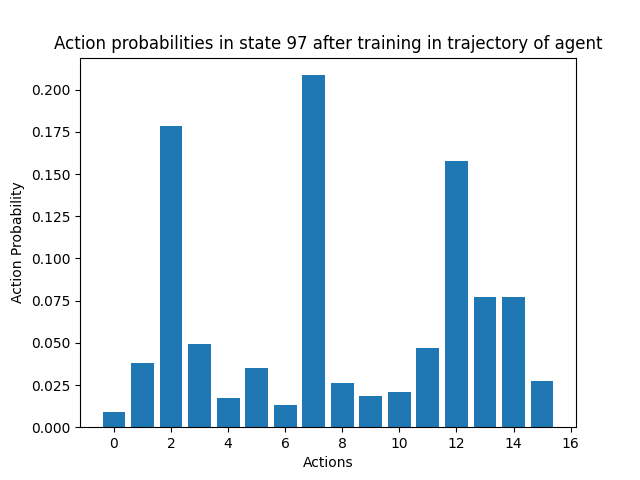 Action probabilities in state 97 after training in trajectory of agent
0.200
0.175
0.150
0.125
0.100
0.075
0.050
0.025
0.000
Action Probability
0 2 4 6 8 10 12 14 16
Actions